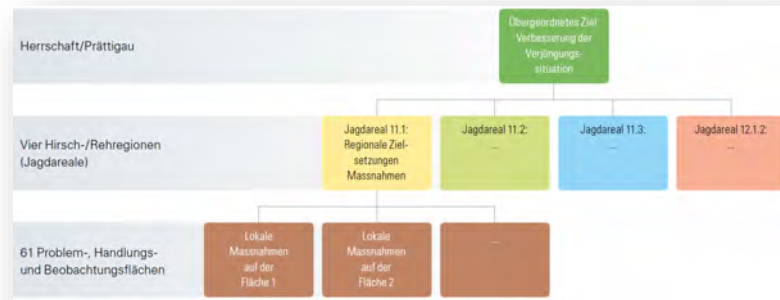 Herrschaft/Prättigau
Übergeordnetes Ziel
Verbesserung der
Verjüngungs-
situation
Vier Hirsch-/Rehregionen
(Jagdareale)
Jagdareal 11.1:
Regionale Ziel-
setzungen
Massnahmen
Jagdareal 11.2:
...
Jagdareal 11.3:
...
Jagdareal 12.1.2:
...
61 Problem-, Handlungs-
und Beobachtungsflächen
Lokale
Massnahmen
auf der
Fläche 1
Lokale
Massnahmen
auf der
Fläche 2
...